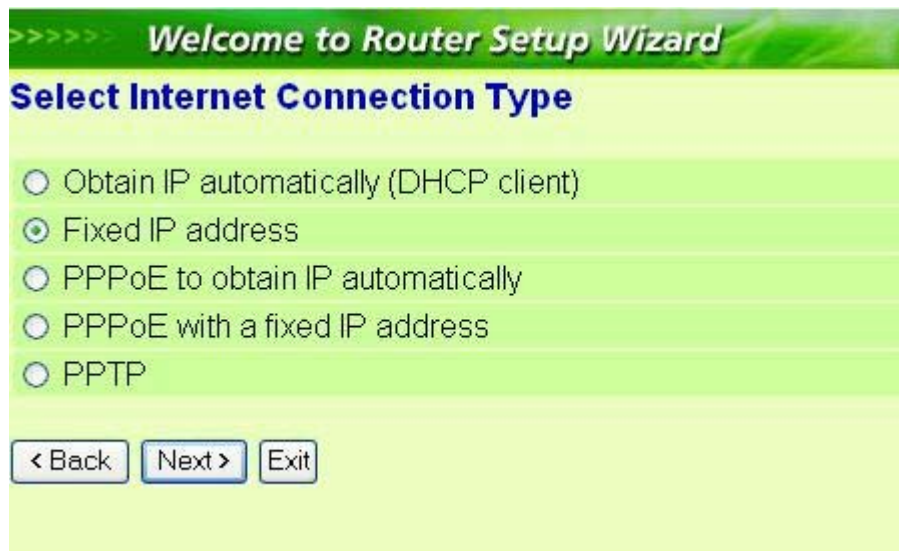 >>>>>> Welcome to Router Setup Wizard
Select Internet Connection Type
Obtain IP automatically (DHCP client)
Fixed IP address
PPPoE to obtain IP automatically
PPPoE with a fixed IP address
PPTP
< Back Next > Exit